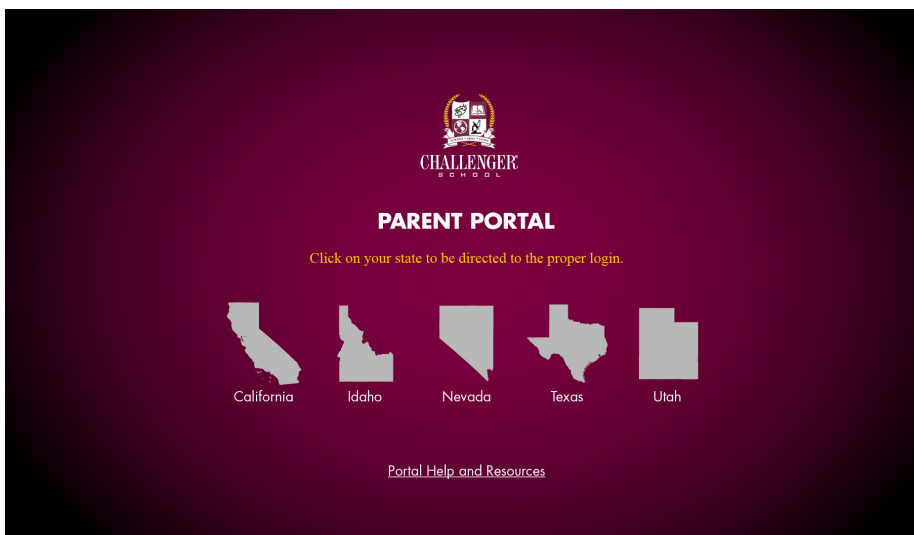 CHALLENGER
SCHOOL
PARENT PORTAL
Click on your state to be directed to the proper login.
California Idaho Nevada Texas Utah
Portal Help and Resources